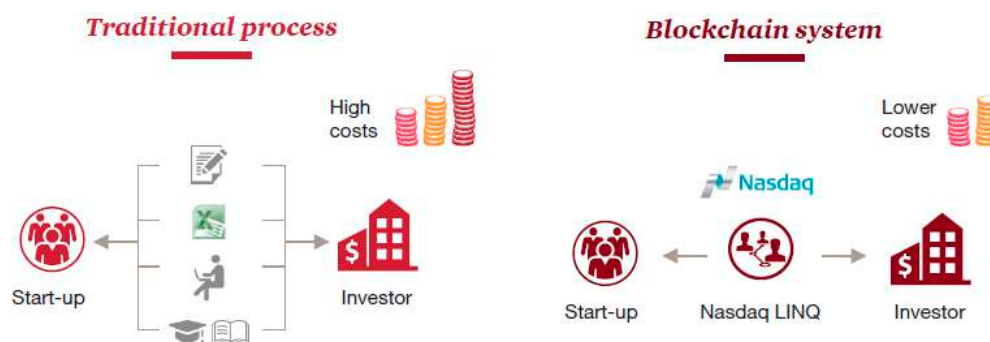 Traditional process
High
costs
Start-up
Investor
Blockchain system
Lower
costs
Nasdaq
Start-up
Nasdaq LINQ
Investor